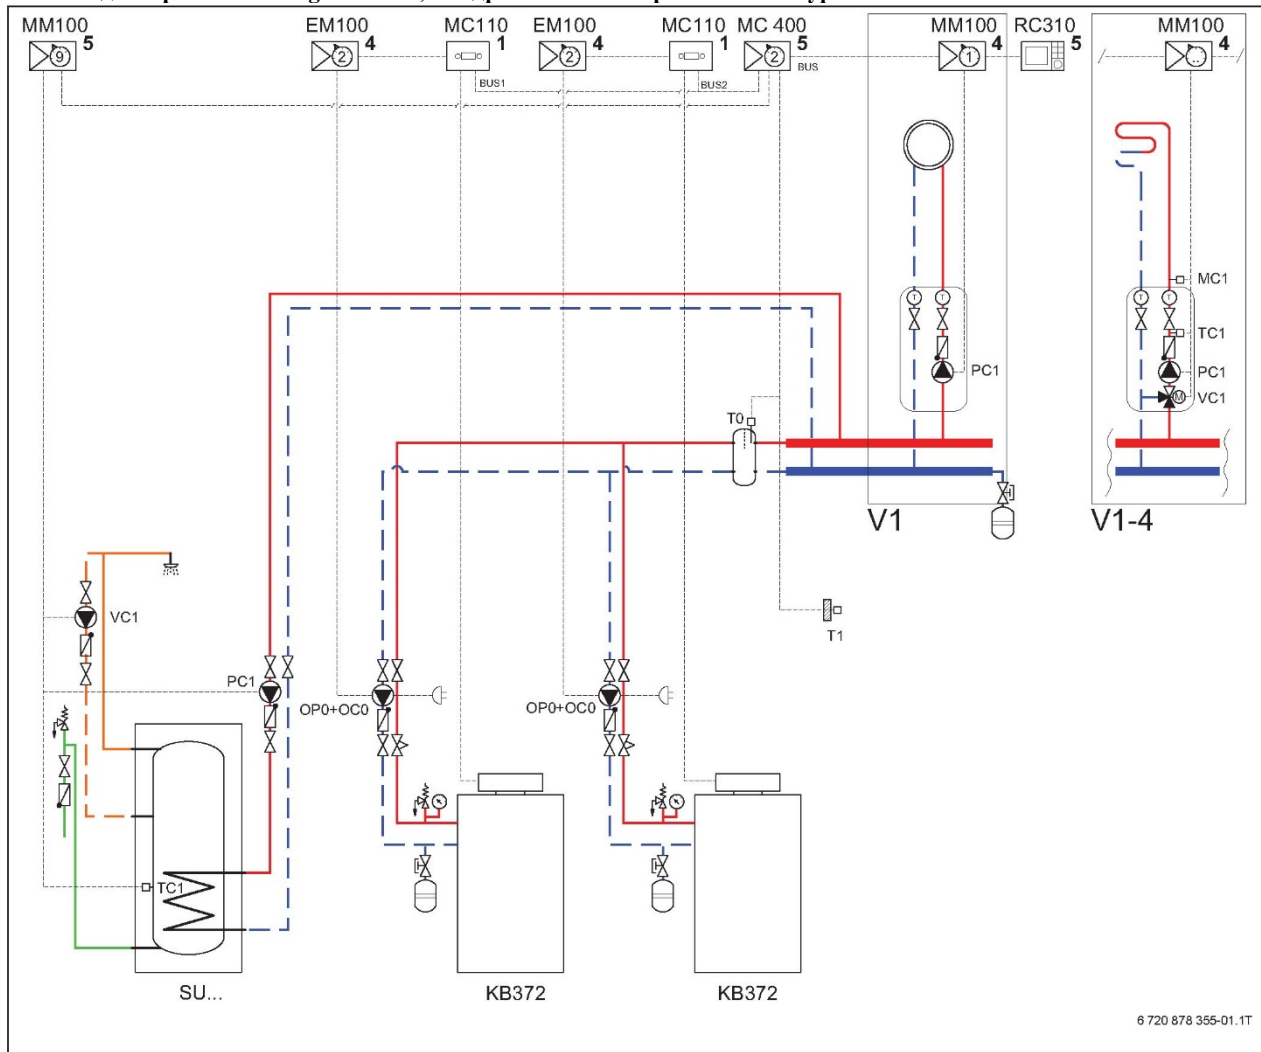 MM100 5
EM100 4
MC110 1
EM100 4
MC110 1
MC 400 5
MM100 4
RC310 5
MM100 4
9
2
2
2
1
...
BUS
BUS1
BUS2
T
T
T
T
MC1
TC1
PC1
PC1
VC1
M
T0
V1
V1-4
VC1
T1
PC1
OP0+OC0
OP0+OC0
TC1
SU...
KB372
KB372
6 720 878 355-01.1T